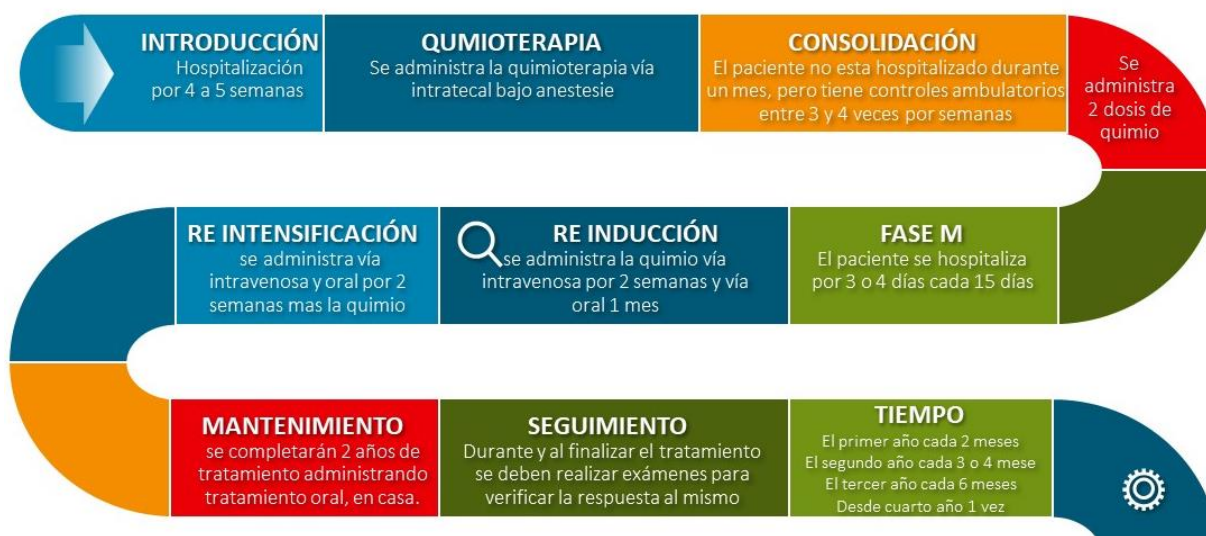 INTRODUCCIÓN
Hospitalización
por 4 a 5 semanas
QUMIOTERAPIA
Se administra la quimioterapia vía
intratecal bajo anestesie
CONSOLIDACIÓN
El paciente no esta hospitalizado durante
un mes, pero tiene controles ambulatorios
entre 3 y 4 veces por semanas
Se
administra
2 dosis de
quimio
FASE M
El paciente se hospitaliza
por 3 o 4 días cada 15 días
RE INDUCCIÓN
se administra la quimio vía
intravenosa por 2 semanas y vía
oral 1 mes
RE INTENSIFICACIÓN
se administra vía
intravenosa y oral por 2
semanas mas la quimio
MANTENIMIENTO
se completarán 2 años de
tratamiento administrando
tratamiento oral, en casa.
SEGUIMIENTO
Durante y al finalizar el tratamiento
se deben realizar exámenes para
verificar la respuesta al mismo
TIEMPO
El primer año cada 2 meses
El segundo año cada 3 o 4 mese
El tercer año cada 6 meses
Desde cuarto año 1 vez